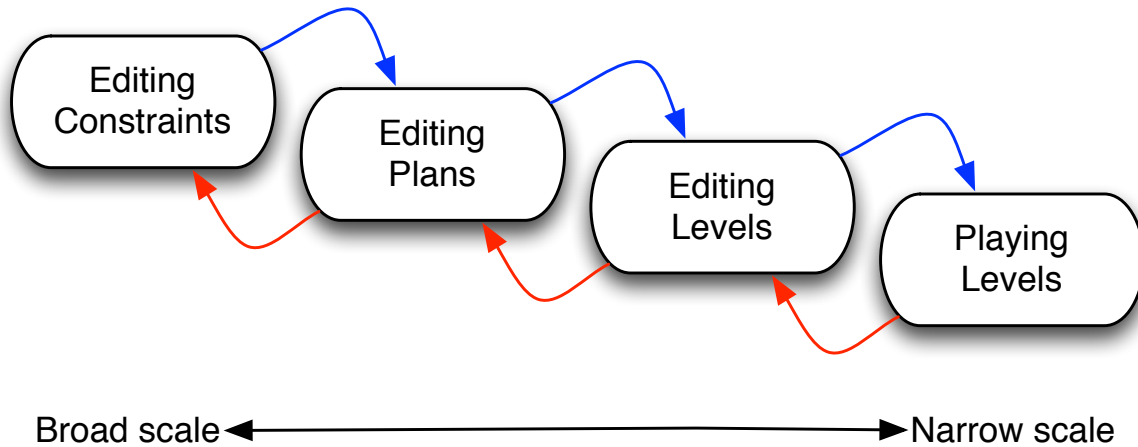 Editing
Constraints
Editing
Plans
Editing
Levels
Playing
Levels
Broad scale
Narrow scale